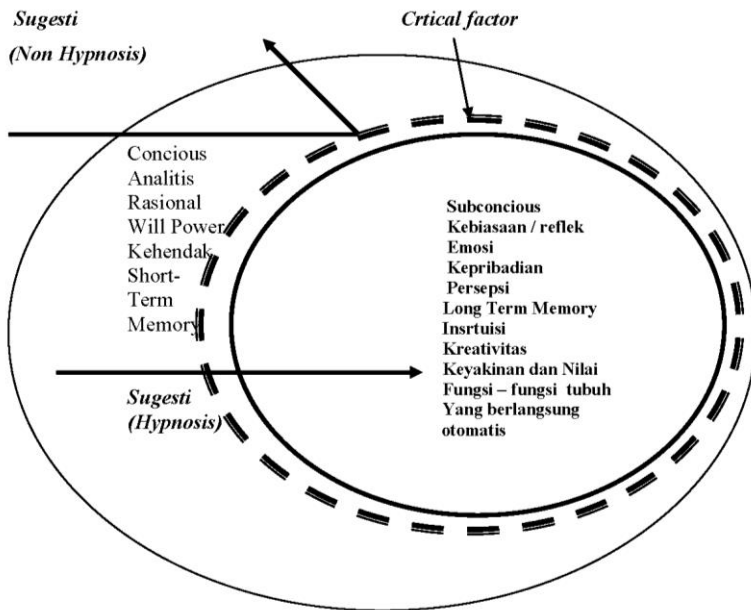 Sugesti
(Non Hypnosis)
Crtical factor
Concious
Analitis
Rasional
Will Power
Kehendak
Short-
Term
Memory
Sugesti
(Hypnosis)
Subconcious
Kebiasaan / reflek
Emosi
Kepribadian
Persepsi
Long Term Memory
Insrtuisi
Kreativitas
Keyakinan dan Nilai
Fungsi – fungsi tubuh
Yang berlangsung
otomatis